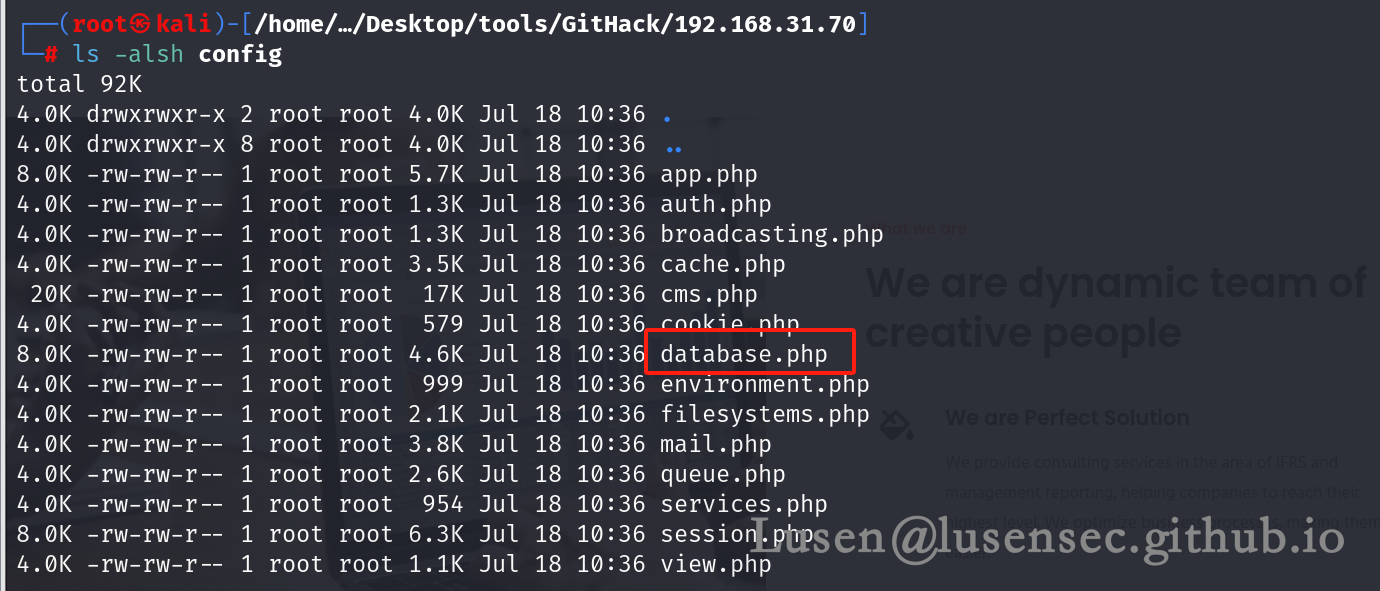 ┌──(root㉿kali)-[/home/…/Desktop/tools/GitHack/192.168.31.70]
└─# ls -alsh config
total 92K
4.0K drwxrwxr-x 2 root root 4.0K Jul 18 10:36 .
4.0K drwxrwxr-x 8 root root 4.0K Jul 18 10:36 ..
8.0K -rw-rw-r-- 1 root root 5.7K Jul 18 10:36 app.php
4.0K -rw-rw-r-- 1 root root 1.3K Jul 18 10:36 auth.php
4.0K -rw-rw-r-- 1 root root 1.3K Jul 18 10:36 broadcasting.php
4.0K -rw-rw-r-- 1 root root 3.5K Jul 18 10:36 cache.php
20K -rw-rw-r-- 1 root root 17K Jul 18 10:36 cms.php
4.0K -rw-rw-r-- 1 root root 579 Jul 18 10:36 cookie.php
8.0K -rw-rw-r-- 1 root root 4.6K Jul 18 10:36 database.php
4.0K -rw-rw-r-- 1 root root 999 Jul 18 10:36 environment.php
4.0K -rw-rw-r-- 1 root root 2.1K Jul 18 10:36 filesystems.php
4.0K -rw-rw-r-- 1 root root 3.8K Jul 18 10:36 mail.php
4.0K -rw-rw-r-- 1 root root 2.6K Jul 18 10:36 queue.php
4.0K -rw-rw-r-- 1 root root 954 Jul 18 10:36 services.php
8.0K -rw-rw-r-- 1 root root 6.3K Jul 18 10:36 session.php
4.0K -rw-rw-r-- 1 root root 1.1K Jul 18 10:36 view.php
we are
We are dynamic team of
creative people
We are Perfect Solution
We provide consulting services in the area of IFRS and
management reporting, helping companies to reach their
Lusen@lusensec.github.io